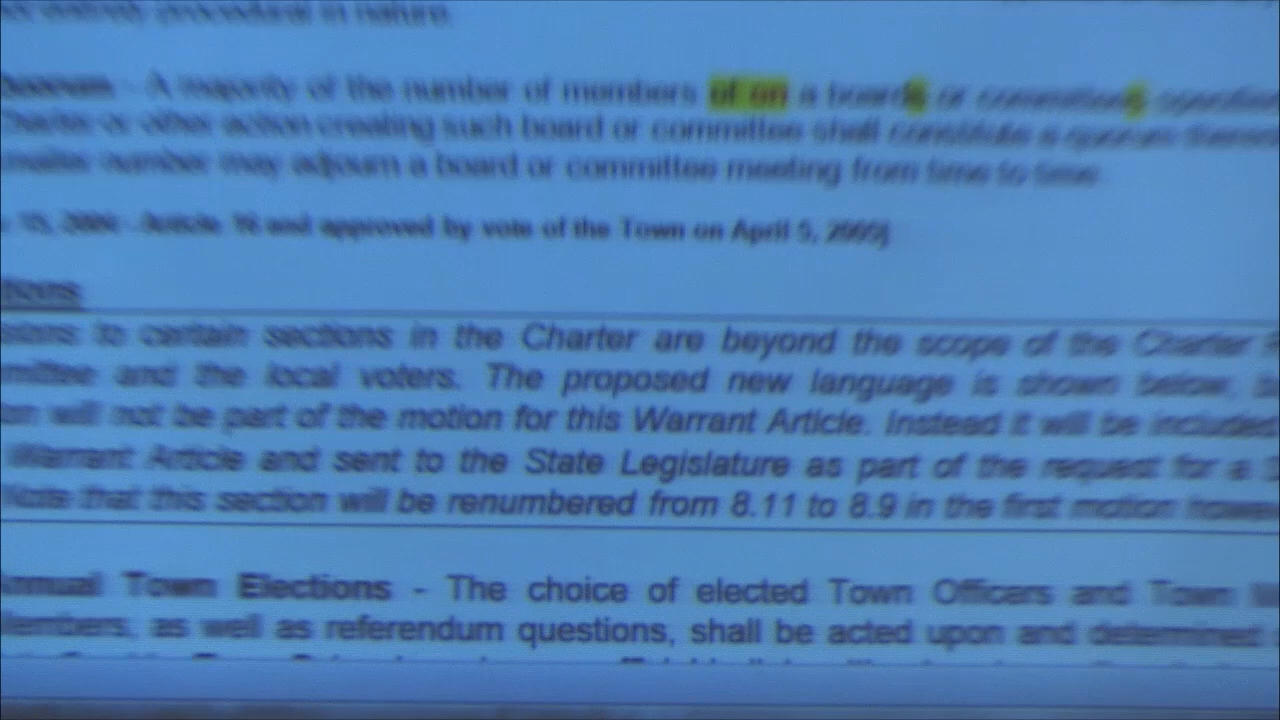 entirely procedural in nature.
Quorum - A majority of the number of members of on a boards or committees
Charter or other action creating such board or committee shall constitute a quorum
smaller number may adjourn a board or committee meeting from time to time.
15, 2004 - Article 16 and approved by vote of the Town on April 5, 2005]
tions
sions to certain sections in the Charter are beyond the scope of the Charter
mittee and the local voters. The proposed new language is shown below,
on will not be part of the motion for this Warrant Article. Instead it will be included
Warrant Article and sent to the State Legislature as part of the request for a
Note that this section will be renumbered from 8.11 to 8.9 in the first motion
Annual Town Elections - The choice of elected Town Officers and Town
Members, as well as referendum questions, shall be acted upon and determined